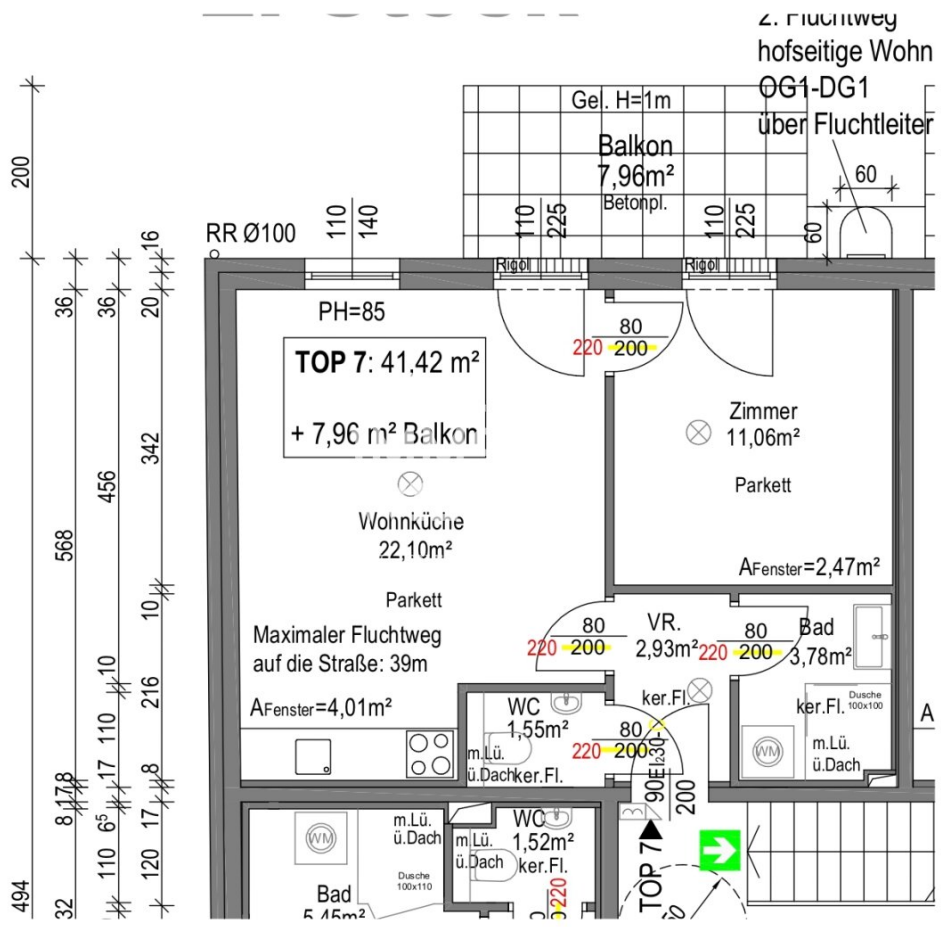 2. Fluchtweg
hofseitige Wohn
OG1-DG1
über Fluchtleiter
Gel. H=1m
Balkon
7,96m²
Betonpl.
60
60
200
RR Ø100
110
140
110
225
110
225
16
Rigol
Rigol
36
36
20
PH=85
80
220 200
TOP 7: 41,42 m²
+ 7,96 m² Balkon
Zimmer
11,06m²
Parkett
AFenster=2,47m²
342
456
568
Wohnküche
22,10m²
Parkett
Maximaler Fluchtweg
auf die Straße: 39m
AFenster=4,01m²
10
10
216
80
220 200
VR.
2,93m²
ker.Fl.
80
220 200
Bad
3,78m²
ker.Fl.
Dusche
100x100
m.Lü.
ü.Dach
WM
A
WC
1,55m²
m.Lü.
ü.Dach
ker.Fl.
80
220 200
90EI₂30-C
200
110
17
8
17
8
8
6⁵
17
110
120
494
32
m.Lü.
ü.Dach
WM
Dusche
100x110
Bad
5,45m²
WC
1,52m²
m.Lü.
ü.Dach
ker.Fl.
220
TOP 7